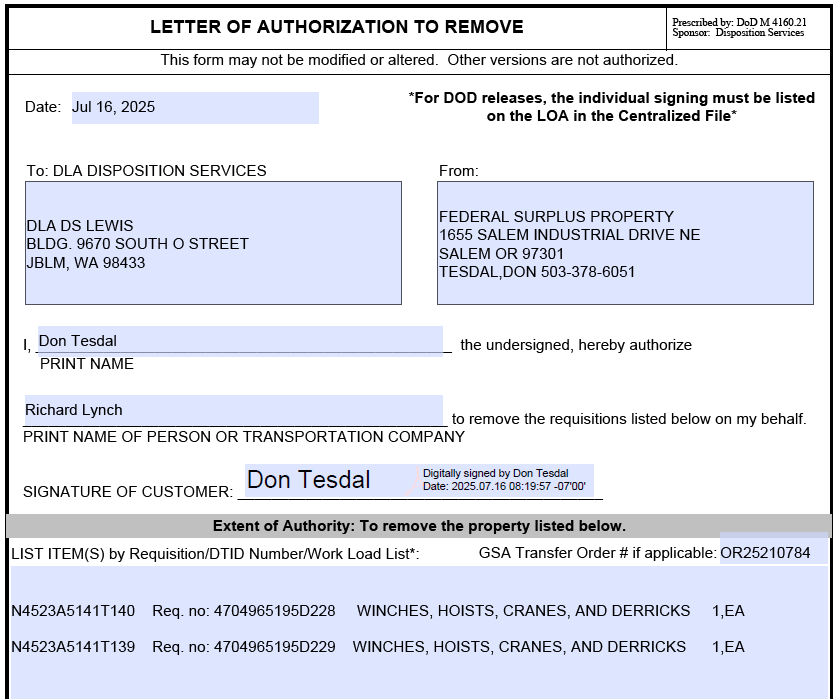 LETTER OF AUTHORIZATION TO REMOVE
Prescribed by: DoD M 4160.21
Sponsor: Disposition Services
This form may not be modified or altered. Other versions are not authorized.
Date: Jul 16, 2025
*For DOD releases, the individual signing must be listed
on the LOA in the Centralized File*
To: DLA DISPOSITION SERVICES
DLA DS LEWIS
BLDG. 9670 SOUTH O STREET
JBLM, WA 98433
From:
FEDERAL SURPLUS PROPERTY
1655 SALEM INDUSTRIAL DRIVE NE
SALEM OR 97301
TESDAL,DON 503-378-6051
I, Don Tesdal the undersigned, hereby authorize
PRINT NAME
Richard Lynch to remove the requisitions listed below on my behalf.
PRINT NAME OF PERSON OR TRANSPORTATION COMPANY
SIGNATURE OF CUSTOMER: Don Tesdal
Digitally signed by Don Tesdal
Date: 2025.07.16 08:19:57 -07'00'
Extent of Authority: To remove the property listed below.
LIST ITEM(S) by Requisition/DTID Number/Work Load List*: GSA Transfer Order # if applicable: OR25210784
N4523A5141T140 Req. no: 4704965195D228 WINCHES, HOISTS, CRANES, AND DERRICKS 1,EA
N4523A5141T139 Req. no: 4704965195D229 WINCHES, HOISTS, CRANES, AND DERRICKS 1,EA